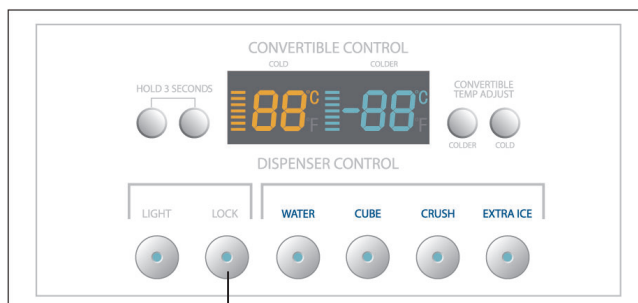 CONVERTIBLE CONTROL
COLD COLDER
HOLD 3 SECONDS
88°C F -88°C F
CONVERTIBLE
TEMP ADJUST
COLDER COLD
DISPENSER CONTROL
LIGHT LOCK WATER CUBE CRUSH EXTRA ICE